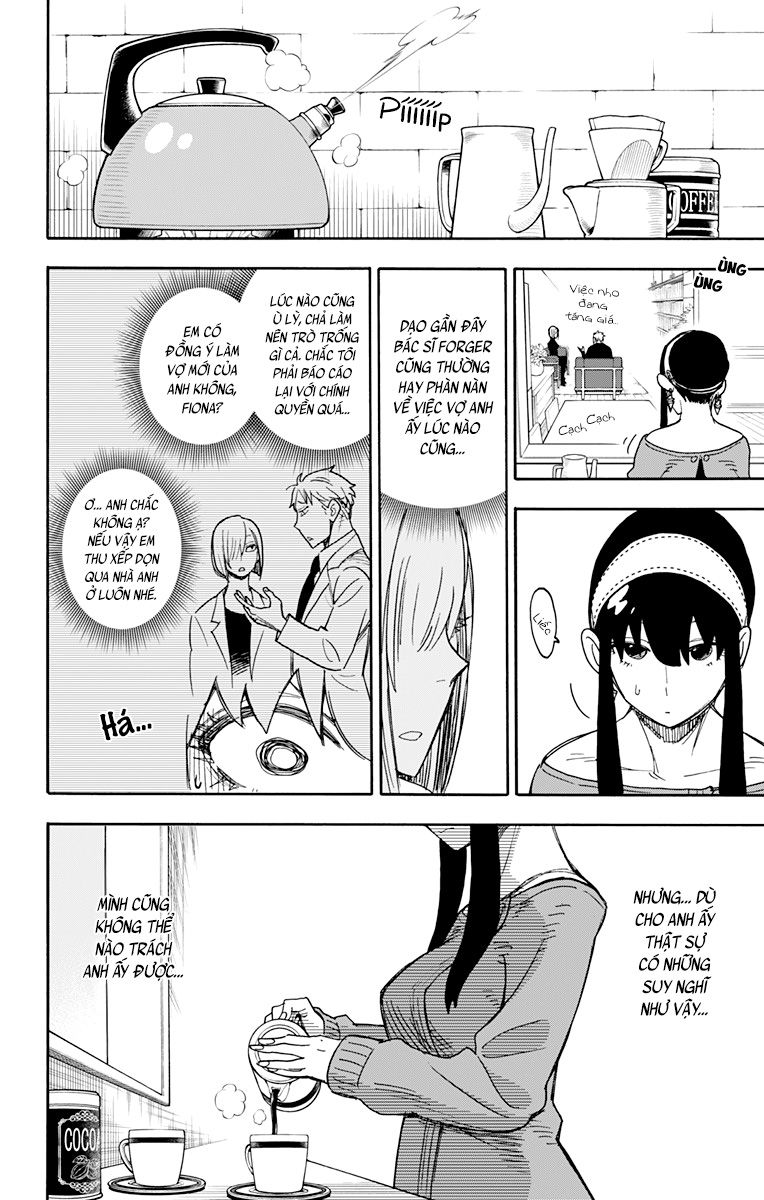 Píiiiiip
COFFEE
ÙNG
ÙNG
Việc nho
đang
tăng giá..
Cạch
Cạch
Liếc
DẠO GẦN ĐÂY
BÁC SĨ FORGER
CŨNG THƯỜNG
HAY PHÀN NÀN
VỀ VIỆC VỢ ANH
ẤY LÚC NÀO
CŨNG...
LÚC NÀO CŨNG
Ù LỲ, CHẢ LÀM
NÊN TRÒ TRỐNG
GÌ CẢ. CHẮC TÔI
PHẢI BÁO CÁO
LẠI VỚI CHÍNH
QUYỀN QUÁ...
EM CÓ
ĐỒNG Ý LÀM
VỢ MỚI CỦA
ANH KHÔNG,
FIONA?
Ơ... ANH CHẮC
KHÔNG Ạ?
NẾU VẬY EM
THU XẾP DỌN
QUA NHÀ ANH
Ở LUÔN NHÉ.
Há...
NHƯNG... DÙ
CHO ANH ẤY
THẬT SỰ
CÓ NHỮNG
SUY NGHĨ
NHƯ VẬY...
MÌNH CŨNG
KHÔNG THỂ
NÀO TRÁCH
ANH ẤY ĐƯỢC...
COCOA